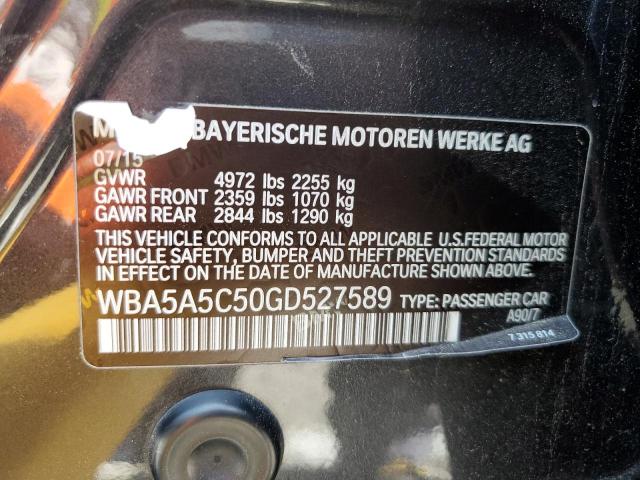 BAYERISCHE MOTOREN WERKE AG
07/15
GVWR 4972 lbs 2255 kg
GAWR FRONT 2359 lbs 1070 kg
GAWR REAR 2844 lbs 1290 kg
THIS VEHICLE CONFORMS TO ALL APPLICABLE U.S.FEDERAL MOTOR
VEHICLE SAFETY, BUMPER AND THEFT PREVENTION STANDARDS
IN EFFECT ON THE DATE OF MANUFACTURE SHOWN ABOVE.
WBA5A5C50GD527589 TYPE: PASSENGER CAR
A90/7
7 315 814